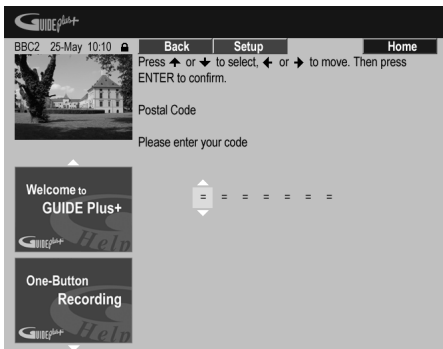 GUIDE Plus+
BBC2 25-May 10:10
Back Setup Home
Press ↑ or ↓ to select, ← or → to move. Then press
ENTER to confirm.
Postal Code
Please enter your code
= = = = = = =
Welcome to
GUIDE Plus+
GUIDE Plus+ Help
One-Button
Recording
GUIDE Plus+ Help